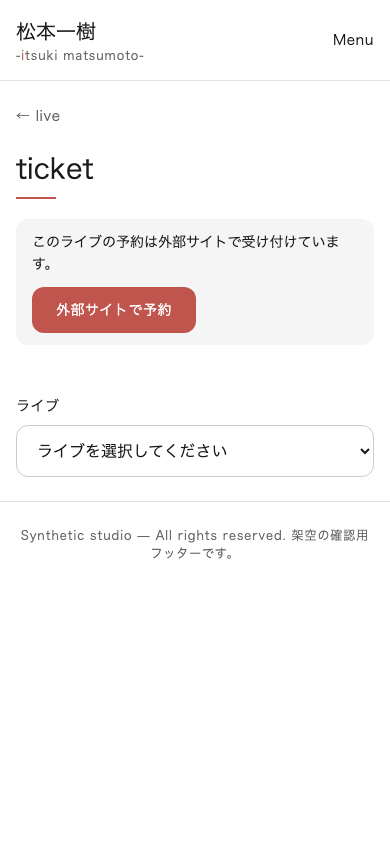 松本一樹
-itsuki matsumoto-
Menu
← live
ticket
このライブの予約は外部サイトで受け付けていま
す。
外部サイトで予約
ライブ
ライブを選択してください
Synthetic studio — All rights reserved. 架空の確認用
フッターです。